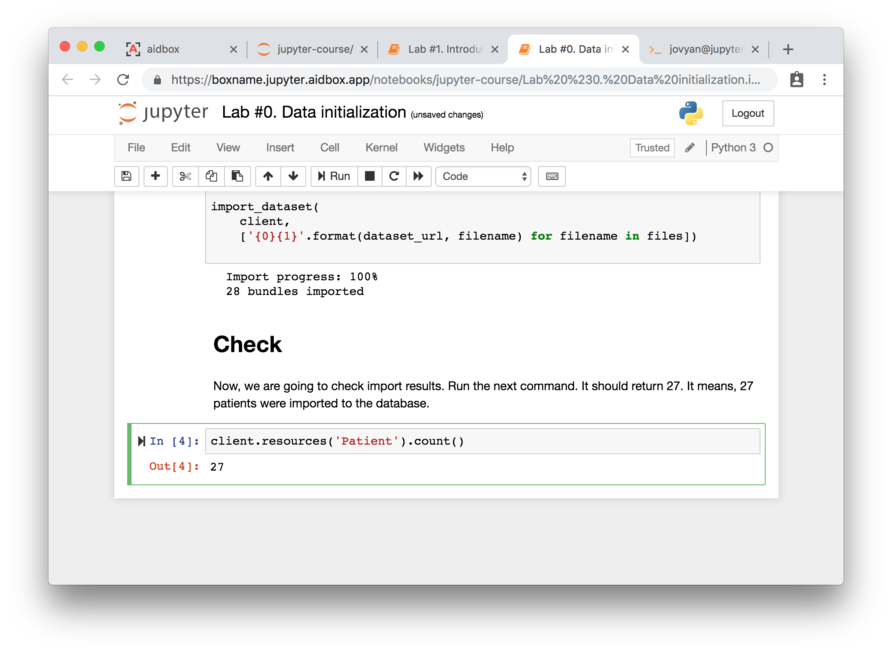 aidbox
jupyter-course/
Lab #1. Introdu
Lab #0. Data in
jovyan@jupyter
https://boxname.jupyter.aidbox.app/notebooks/jupyter-course/Lab%20%230.%20Data%20initialization.i...
jupyter Lab #0. Data initialization (unsaved changes)
Logout
File Edit View Insert Cell Kernel Widgets Help Trusted Python 3
Run Code
import_dataset(
client,
['{0}{1}'.format(dataset_url, filename) for filename in files])
Import progress: 100%
28 bundles imported
Check
Now, we are going to check import results. Run the next command. It should return 27. It means, 27
patients were imported to the database.
In [4]: client.resources('Patient').count()
Out[4]: 27